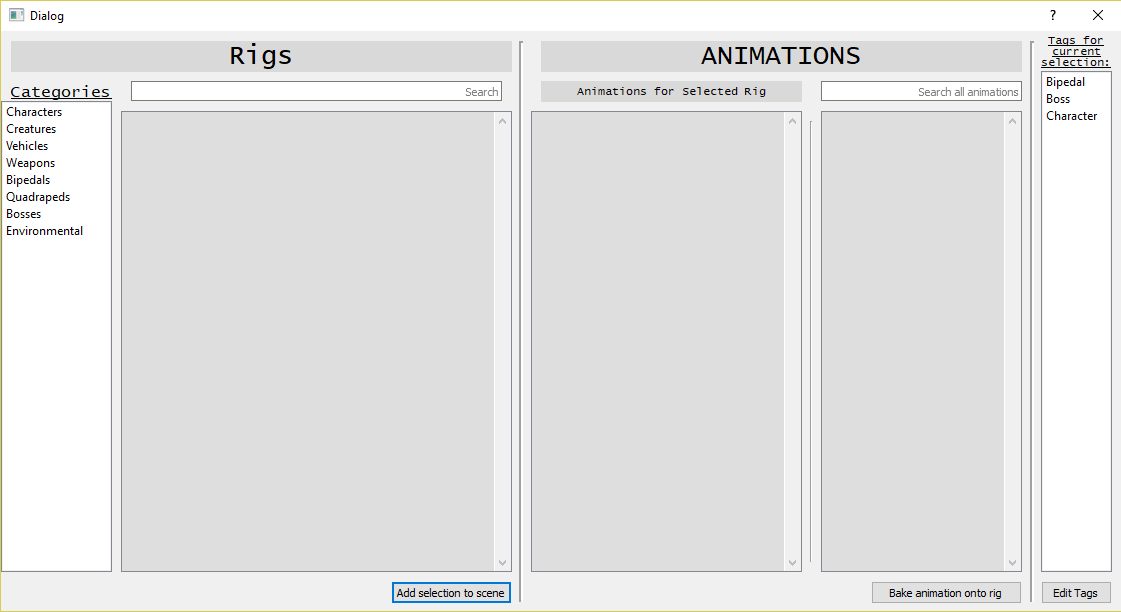 Dialog
?
Rigs
ANIMATIONS
Tags for
current
selection:
Categories
Search
Animations for Selected Rig
Search all animations
Characters
Creatures
Vehicles
Weapons
Bipedals
Quadrapeds
Bosses
Environmental
Bipedal
Boss
Character
Add selection to scene
Bake animation onto rig
Edit Tags